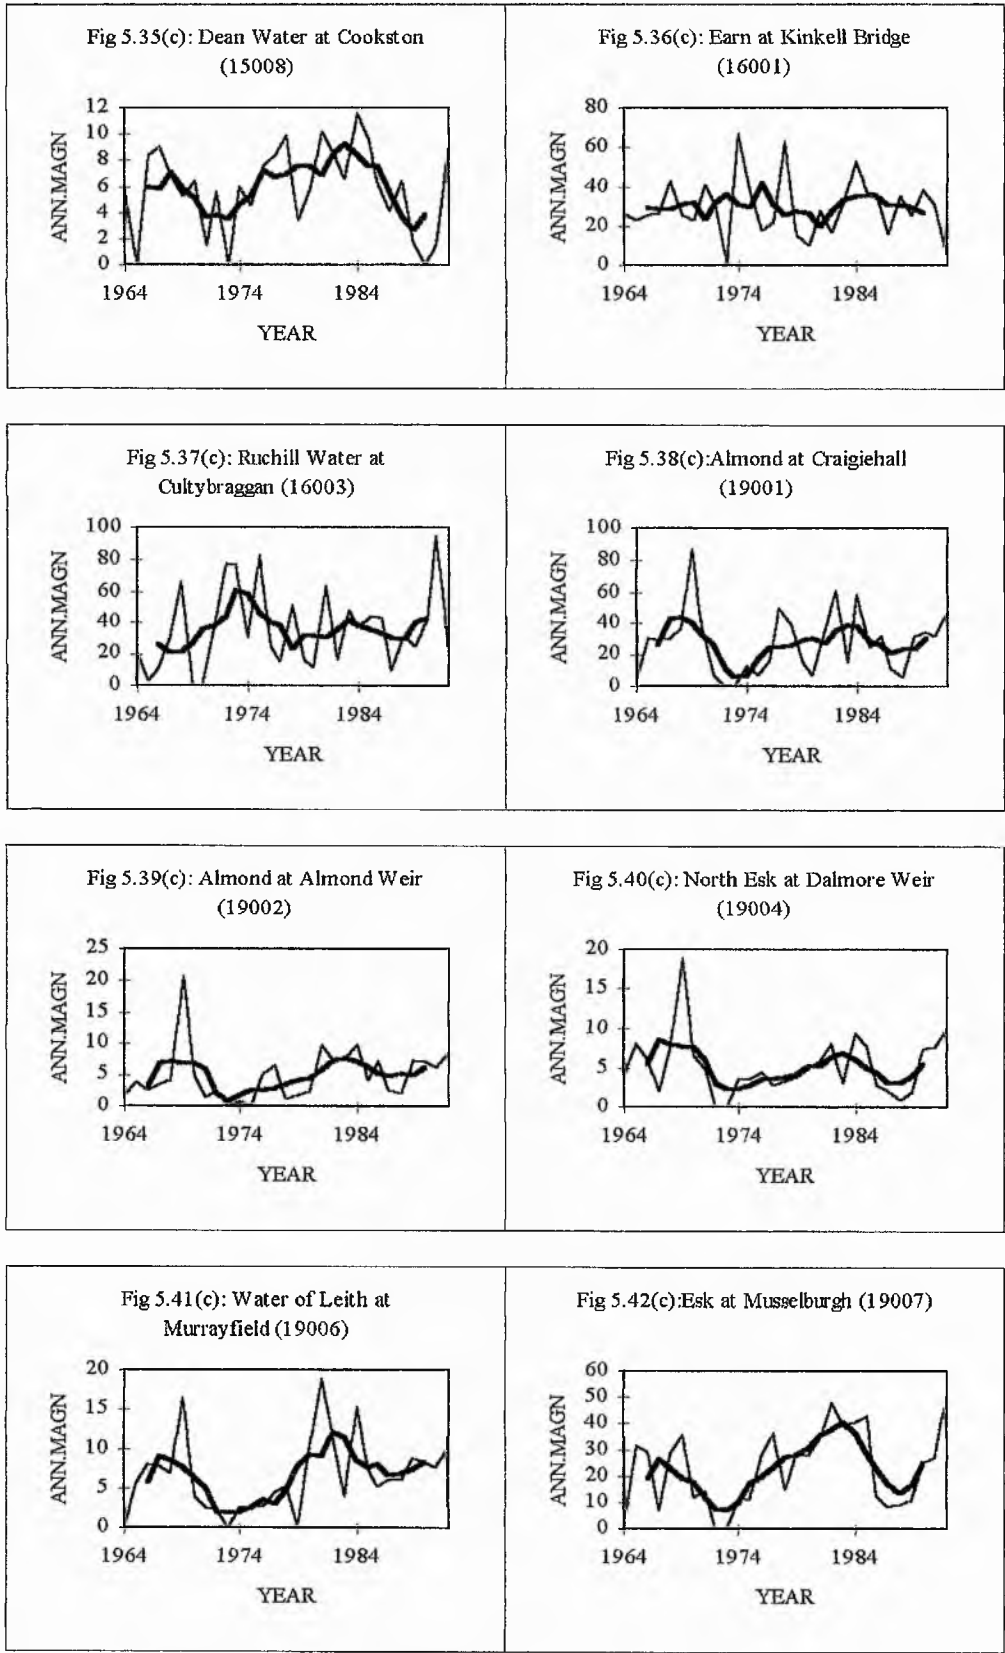 Fig 5.35(c): Dean Water at Cookston
(15008)
ANN.MAGN
12
10
8
6
4
2
0
1964 1974 1984
YEAR
Fig 5.36(c): Earn at Kinkell Bridge
(16001)
ANN.MAGN
80
60
40
20
0
1964 1974 1984
YEAR
Fig 5.37(c): Ruchill Water at
Cultybraggan (16003)
ANN.MAGN
100
80
60
40
20
0
1964 1974 1984
YEAR
Fig 5.38(c):Almond at Craigiehall
(19001)
ANN.MAGN
100
80
60
40
20
0
1964 1974 1984
YEAR
Fig 5.39(c): Almond at Almond Weir
(19002)
ANN.MAGN
25
20
15
10
5
0
1964 1974 1984
YEAR
Fig 5.40(c): North Esk at Dalmore Weir
(19004)
ANN.MAGN
20
15
10
5
0
1964 1974 1984
YEAR
Fig 5.41(c): Water of Leith at
Murrayfield (19006)
ANN.MAGN
20
15
10
5
0
1964 1974 1984
YEAR
Fig 5.42(c):Esk at Musselburgh (19007)
ANN.MAGN
60
50
40
30
20
10
0
1964 1974 1984
YEAR